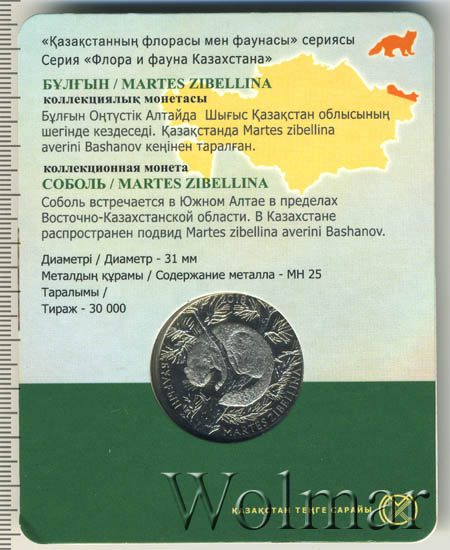 «Қазақстанның флорасы мен фаунасы» сериясы
Серия «Флора и фауна Казахстана»
БҰЛҒЫН / MARTES ZIBELLINA
коллекциялық монетасы
Бұлғын Оңтүстік Алтайда Шығыс Қазақстан облысының
шегінде кездеседі. Қазақстанда Martes zibellina
averini Bashanov кеңінен таралған.
коллекционная монета
СОБОЛЬ / MARTES ZIBELLINA
Соболь встречается в Южном Алтае в пределах
Восточно-Казахстанской области. В Казахстане
распространен подвид Martes zibellina averini Bashanov.
Диаметрі / Диаметр - 31 мм
Металдың құрамы / Содержание металла - МН 25
Таралымы /
Тираж - 30 000
2018
БҰЛҒЫН
MARTES ZIBELLINA
Wolmar
ҚАЗАҚСТАН ТЕҢГЕ САРАЙЫ